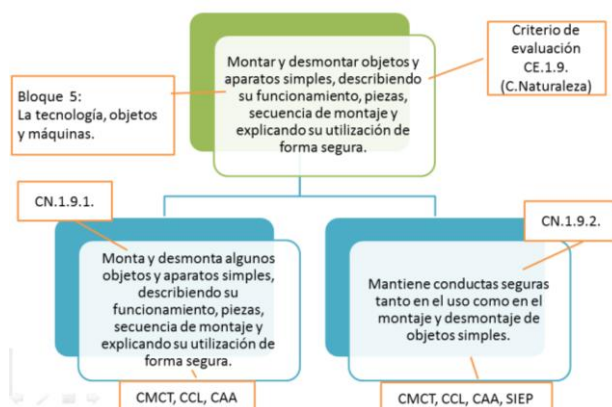 Criterio de
evaluación
CE.1.9.
(C.Naturaleza)
Montar y desmontar objetos y
aparatos simples, describiendo
su funcionamiento, piezas,
secuencia de montaje y
explicando su utilización de
forma segura.
Bloque 5:
La tecnología, objetos
y máquinas.
CN.1.9.1.
CN.1.9.2.
Monta y desmonta algunos
objetos y aparatos simples,
describiendo su
funcionamiento, piezas,
secuencia de montaje y
explicando su utilización de
forma segura.
Mantiene conductas seguras
tanto en el uso como en el
montaje y desmontaje de
objetos simples.
CMCT, CCL, CAA
CMCT, CCL, CAA, SIEP